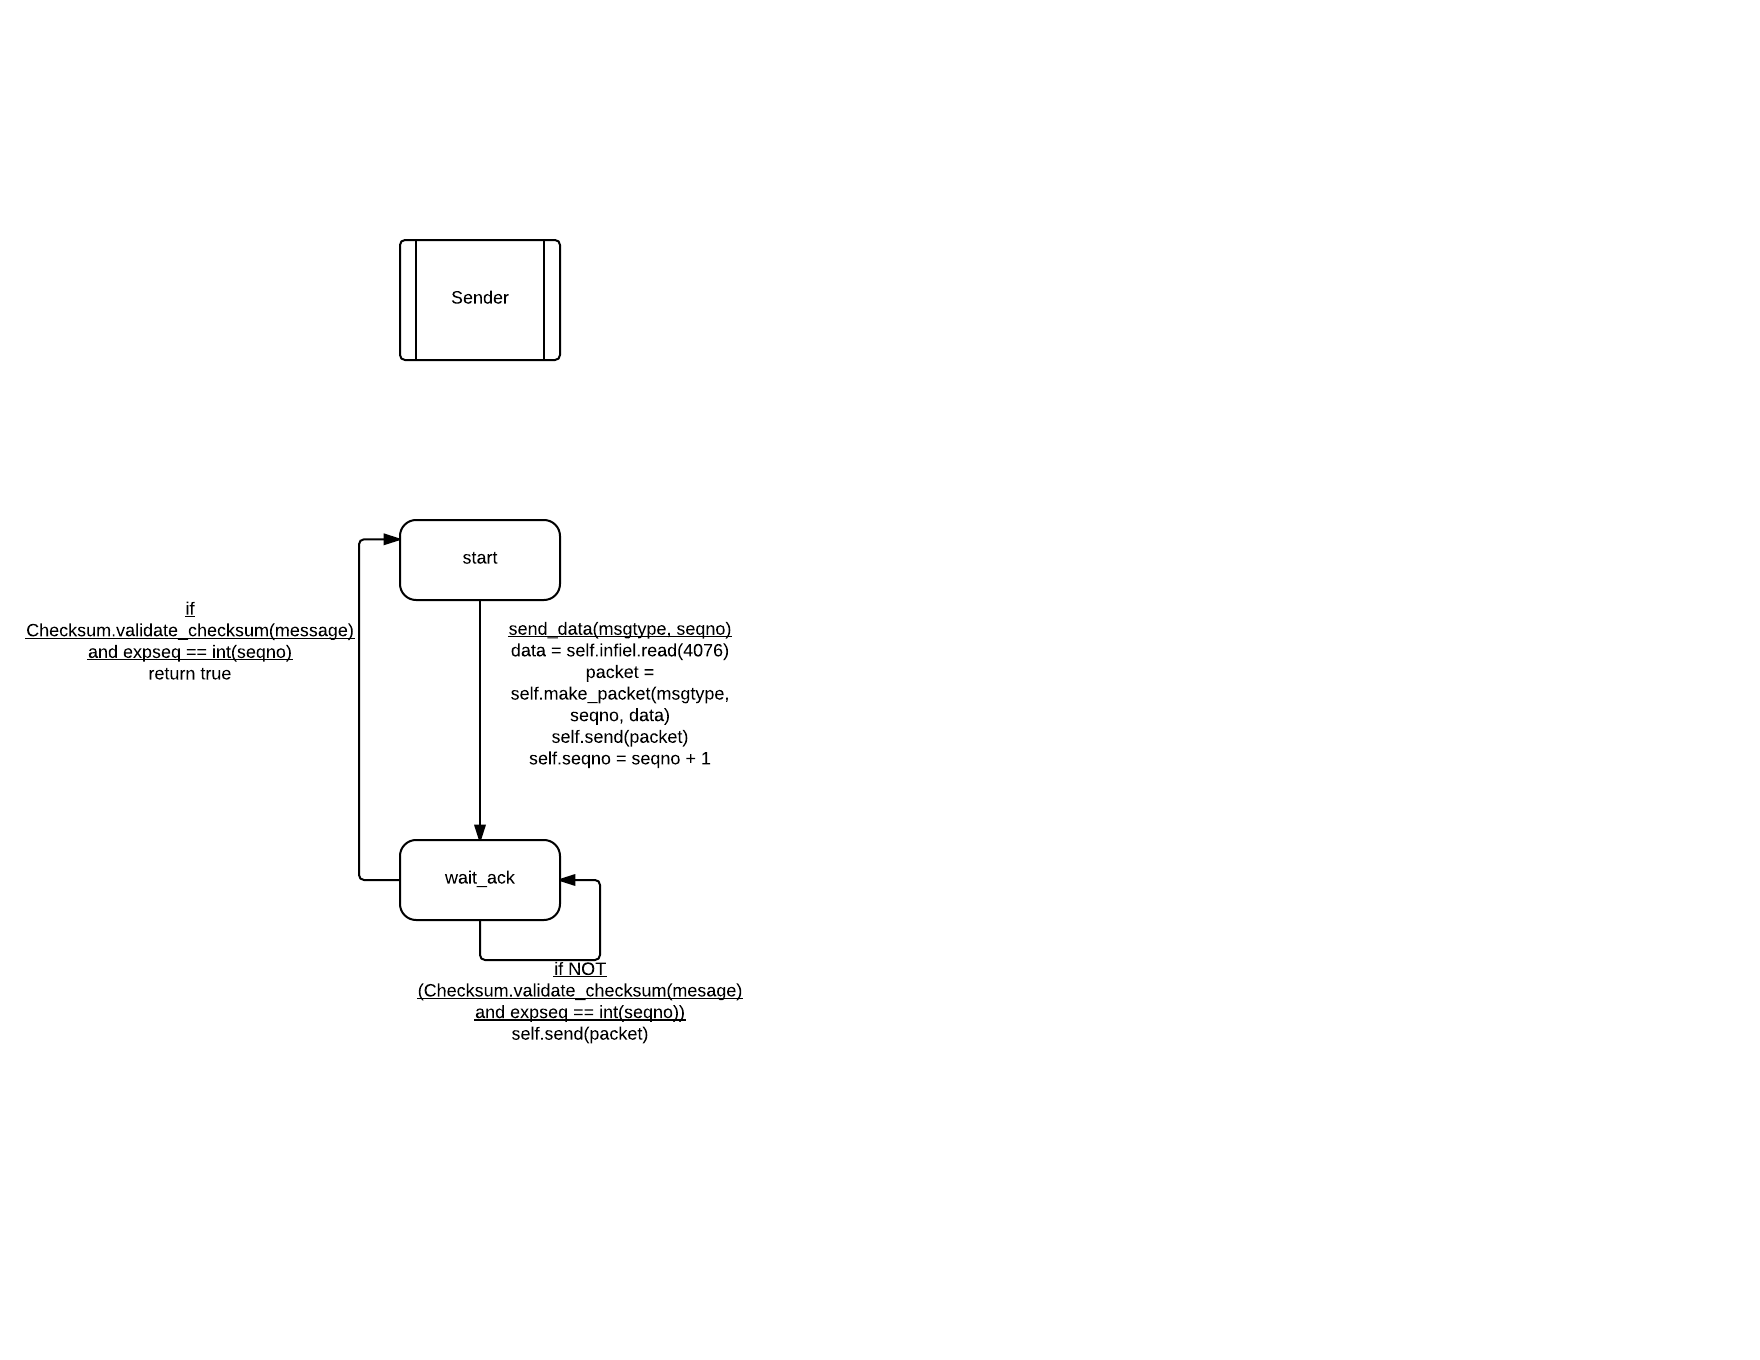 Sender
start
if
Checksum.validate_checksum(message)
and expseq == int(seqno)
return true
send_data(msgtype, seqno)
data = self.infiel.read(4076)
packet =
self.make_packet(msgtype,
seqno, data)
self.send(packet)
self.seqno = seqno + 1
wait_ack
if NOT
(Checksum.validate_checksum(mesage)
and expseq == int(seqno))
self.send(packet)